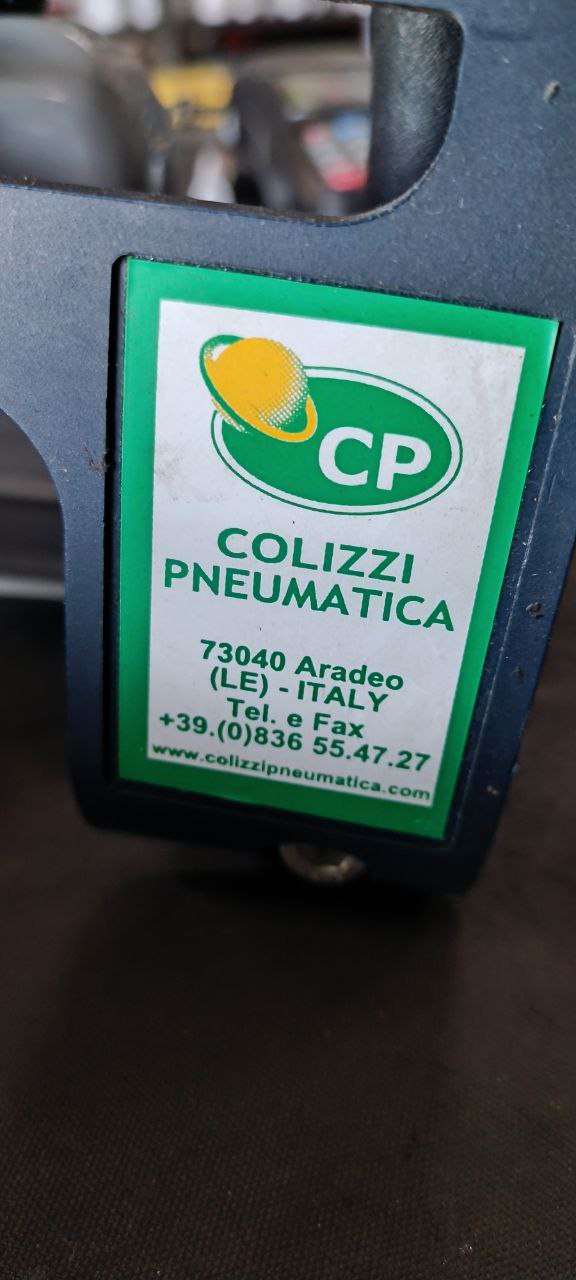 CP
COLIZZI
PNEUMATICA
73040 Aradeo
(LE) - ITALY
Tel. e Fax
+39.(0)836 55.47.27
www.colizzipneumatica.com